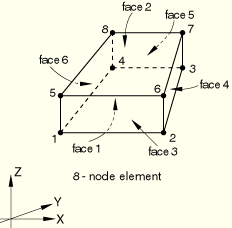 face 2
face 5
8
7
face 6
4
3
5
6
face 4
1
2
face 1
face 3
8 - node element
Z
Y
X